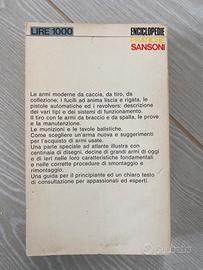 LIRE 1000
ENCICLOPEDIE
PRATICHE
SANSONI
Le armi moderne da caccia, da tiro, da
collezione; i fucili ad anima liscia e rigata, le
pistole automatiche ed i revolvers: descrizione
dei vari tipi e dei sistemi di funzionamento.
Il tiro con le armi da braccio e da spalla, le prove
e la manutenzione.
Le munizioni e le tavole balistiche.
Come scegliere un'arma nuova e suggerimenti
per l'acquisto di armi usate.
Una parte speciale ad atlante illustra con
centinaia di disegni, decine di grandi armi di oggi
e di ieri nelle loro caratteristiche fondamentali
e nelle corrette procedure di smontaggio e
rimontaggio.
Una guida per il principiante ed un chiaro testo
di consultazione per appassionati ed esperti.
subito